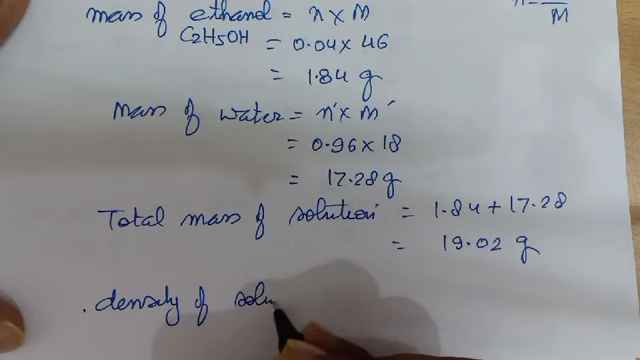 mass of ethanol = n × M
M
C2H5OH = 0.04 × 46
= 1.84 g
Mass of water = n' × M'
= 0.96 × 18
= 17.28 g
Total mass of solution = 1.84 + 17.28
= 19.02 g
. density of solu